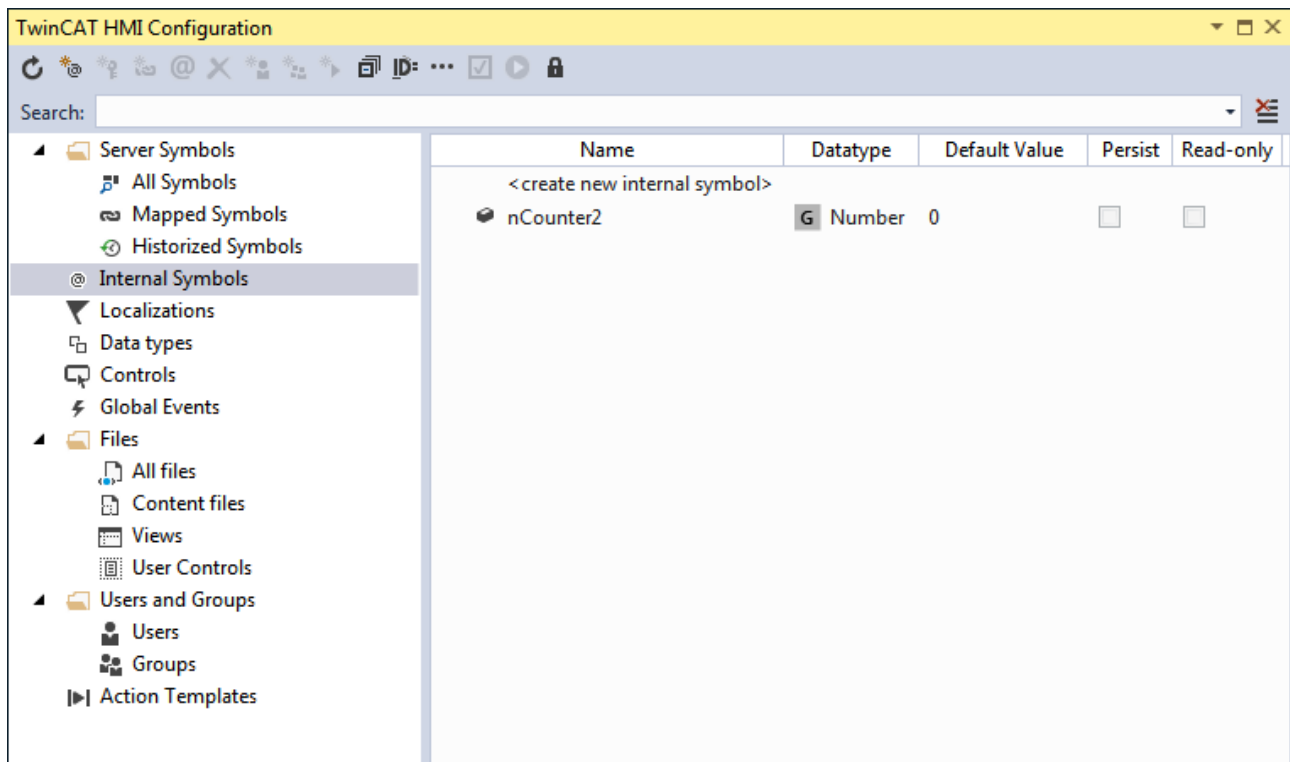 TwinCAT HMI Configuration
@ @ ID: ...
Search:
Server Symbols
All Symbols
Mapped Symbols
Historized Symbols
@ Internal Symbols
Localizations
Data types
Controls
Global Events
Files
All files
Content files
Views
User Controls
Users and Groups
Users
Groups
Action Templates
Name Datatype Default Value Persist Read-only
<create new internal symbol>
nCounter2 G Number 0